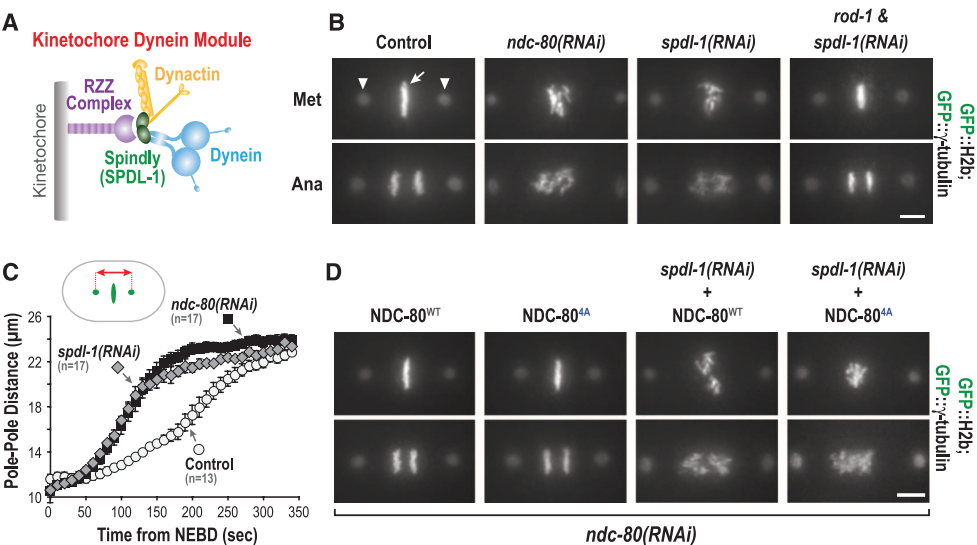 A
Kinetochore Dynein Module
Dynactin
RZZ
Complex
Kinetochore
Dynein
Spindly
(SPDL-1)
B
Control
ndc-80(RNAi)
spdl-1(RNAi)
rod-1 &
spdl-1(RNAi)
Met
Ana
GFP::H2b;
GFP::γ-tubulin
C
ndc-80(RNAi)
(n=17)
spdl-1(RNAi)
(n=17)
Control
(n=13)
Pole-Pole Distance (μm)
26
22
18
14
10
0
50
100
150
200
250
300
350
Time from NEBD (sec)
D
NDC-80WT
NDC-804A
spdl-1(RNAi)
+
NDC-80WT
spdl-1(RNAi)
+
NDC-804A
GFP::H2b;
GFP::γ-tubulin
ndc-80(RNAi)